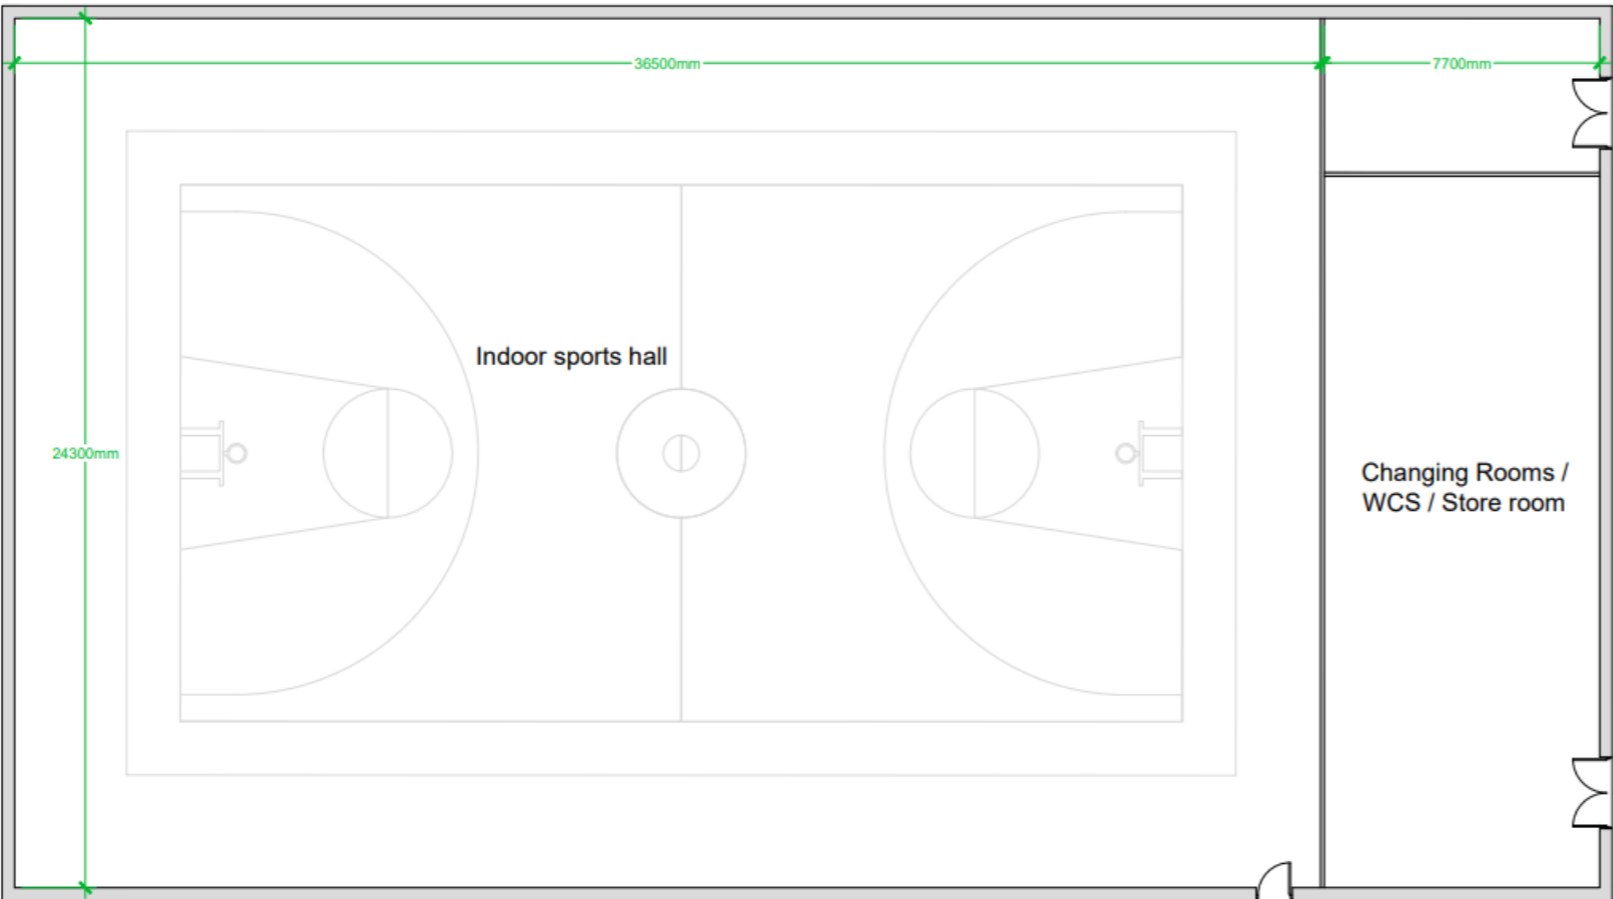 36500mm
7700mm
Indoor sports hall
24300mm
Changing Rooms /
WCS / Store room